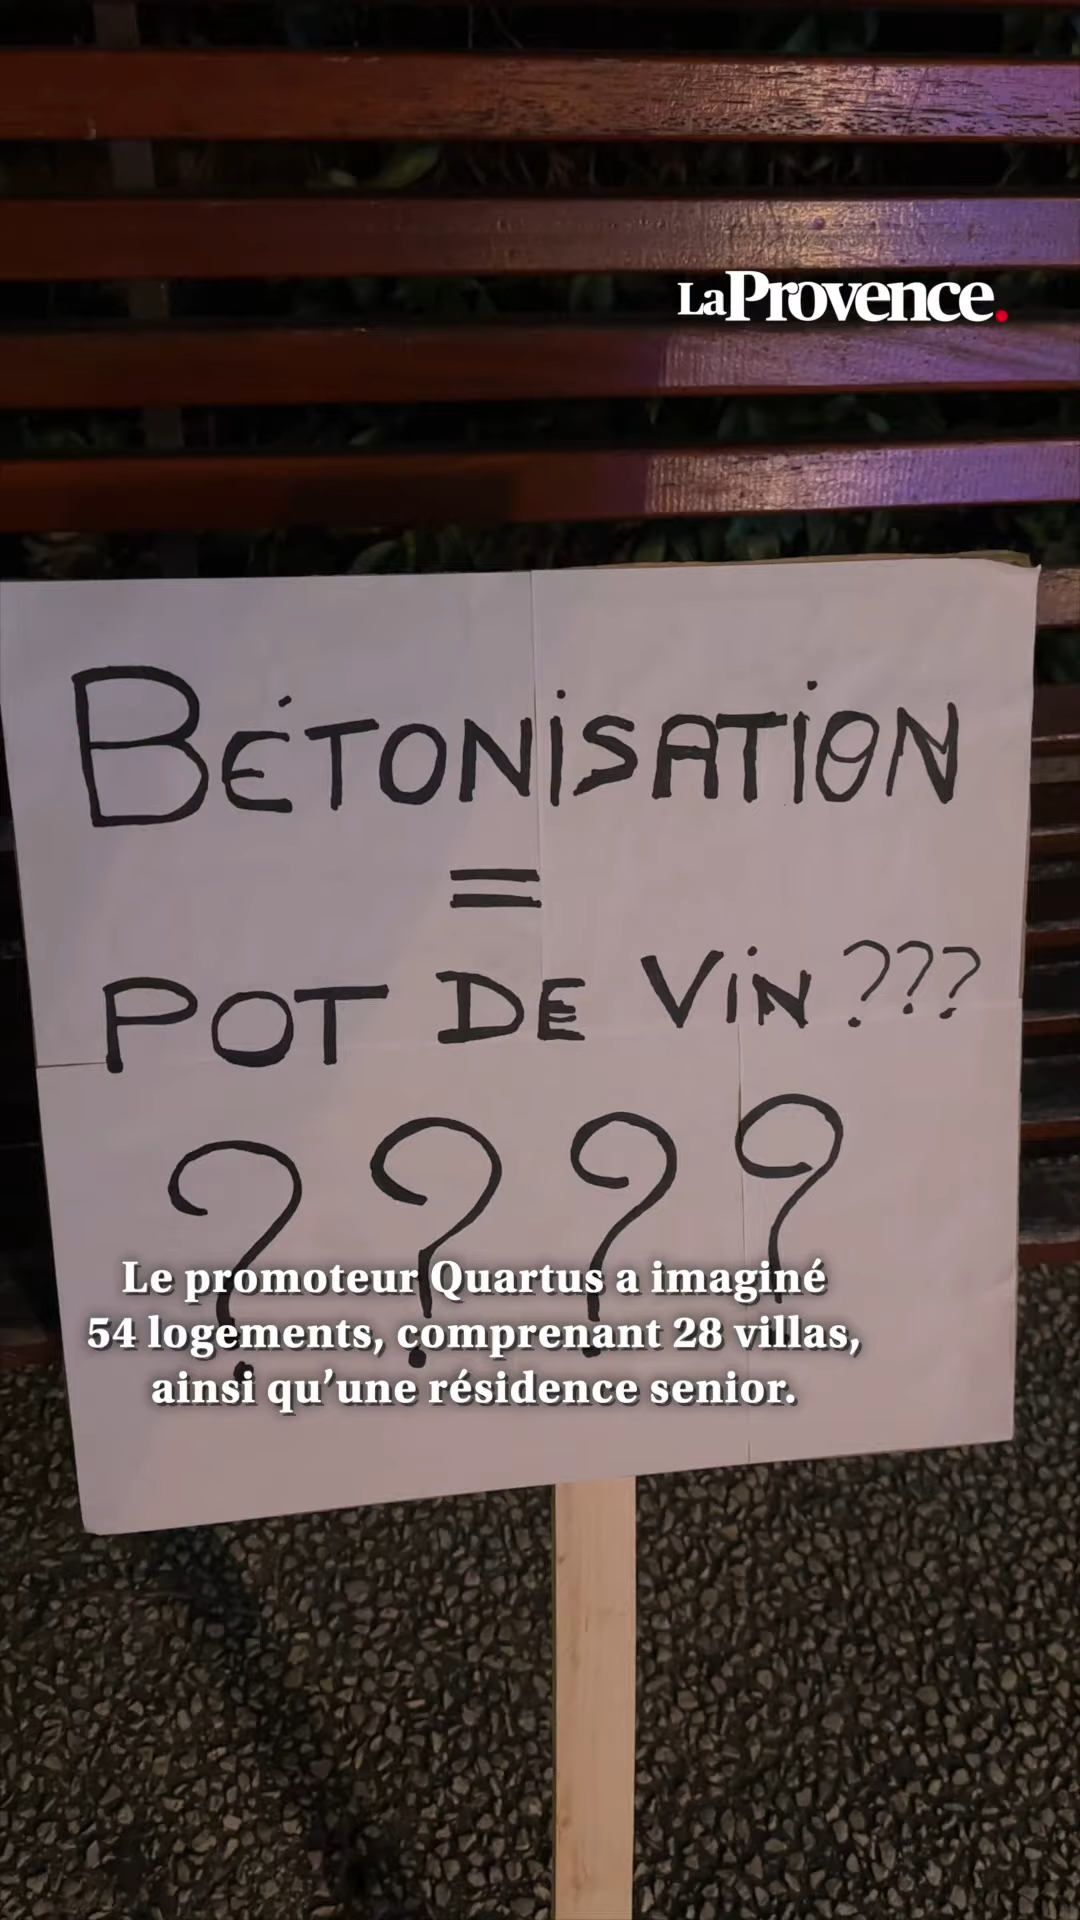 LaProvence.
BÉTONiSATiON
=
POT DE ViN ???
? ? ? ?
Le promoteur Quartus a imaginé
54 logements, comprenant 28 villas,
ainsi qu’une résidence senior.